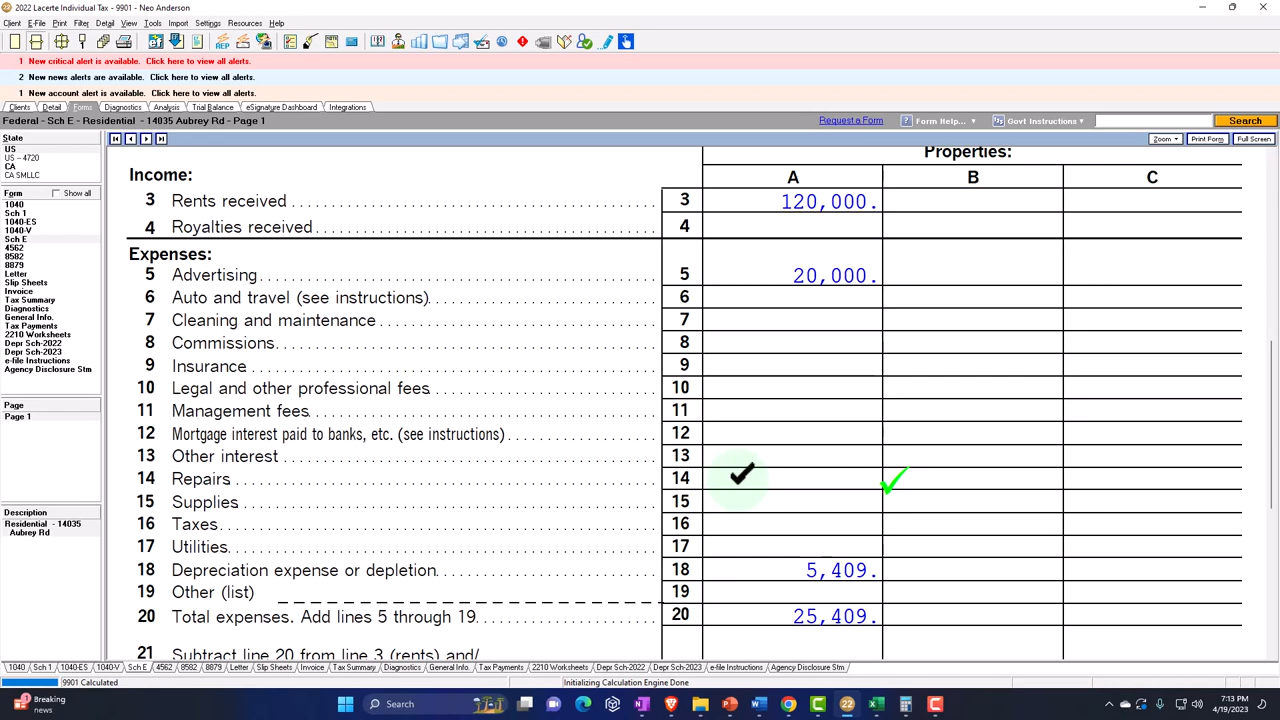 2022 Lacerte Individual Tax - 9901 - Neo Anderson
Client E-File Print Filter Detail View Tools Import Settings Resources Help
1 New critical alert is available. Click here to view all alerts.
2 New news alerts are available. Click here to view all alerts.
1 New account alert is available. Click here to view all alerts.
Clients Detail Forms Diagnostics Analysis Trial Balance eSignature Dashboard Integrations
Federal - Sch E - Residential - 14035 Aubrey Rd - Page 1 Request a Form Form Help... Govt Instructions Search
Zoom Print Form Full Screen
State
US
US - 4720
CA
CA SMLLC
Form Show all
1040
Sch 1
1040-ES
1040-V
Sch E
4562
8582
8879
Letter
Slip Sheets
Invoice
Tax Summary
Diagnostics
General Info.
Tax Payments
2210 Worksheets
Depr Sch-2022
Depr Sch-2023
e-file Instructions
Agency Disclosure Stm
Page
Page 1
Description
Residential - 14035
Aubrey Rd
Properties:
Income: A B C
3 Rents received 3 120,000.
4 Royalties received 4
Expenses:
5 Advertising 5 20,000.
6 Auto and travel (see instructions) 6
7 Cleaning and maintenance 7
8 Commissions 8
9 Insurance 9
10 Legal and other professional fees 10
11 Management fees 11
12 Mortgage interest paid to banks, etc. (see instructions) 12
13 Other interest 13
14 Repairs 14
15 Supplies 15
16 Taxes 16
17 Utilities 17
18 Depreciation expense or depletion 18 5,409.
19 Other (list) 19
20 Total expenses. Add lines 5 through 19 20 25,409.
21 Subtract line 20 from line 3 (rents) and/
1040 Sch 1 1040-ES 1040-V Sch E 4562 8582 8879 Letter Slip Sheets Invoice Tax Summary Diagnostics General Info. Tax Payments 2210 Worksheets Depr Sch-2022 Depr Sch-2023 e-file Instructions Agency Disclosure Stm
9901 Calculated Initializing Calculation Engine Done
Breaking
news
Search
7:13 PM
4/19/2023